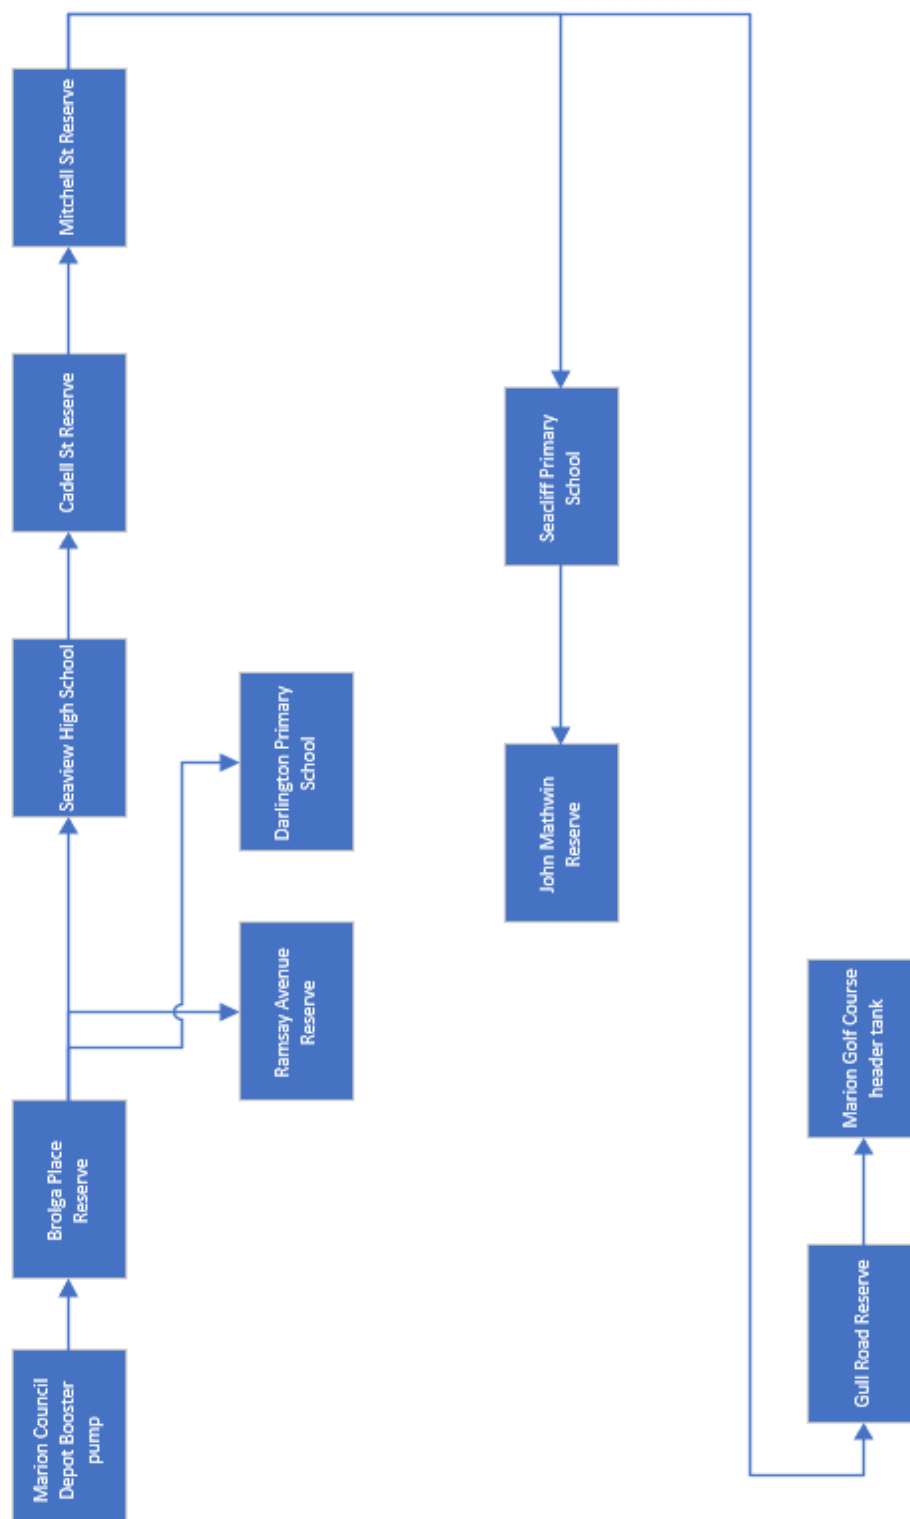 Marion Council
Depot Booster
pump
Brolga Place
Reserve
Seaview High School
Cadell St Reserve
Mitchell St Reserve
Ramsay Avenue
Reserve
Darlington Primary
School
John Mathwin
Reserve
Seacliff Primary
School
Gull Road Reserve
Marion Golf Course
header tank